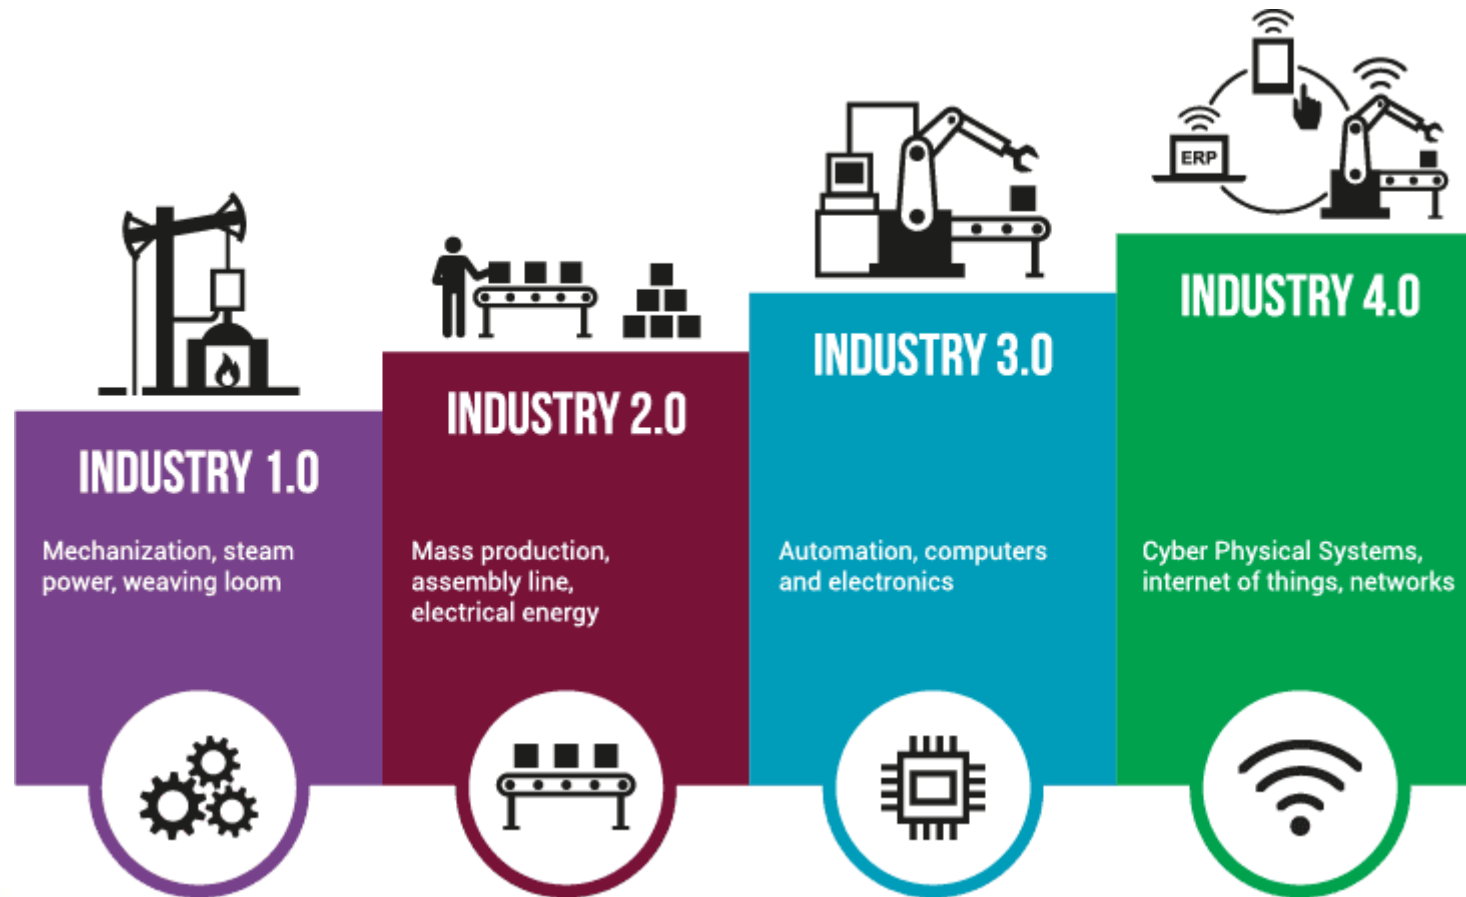 ERP
INDUSTRY 4.0
INDUSTRY 3.0
INDUSTRY 2.0
INDUSTRY 1.0
Mechanization, steam
power, weaving loom
Mass production,
assembly line,
electrical energy
Automation, computers
and electronics
Cyber Physical Systems,
internet of things, networks